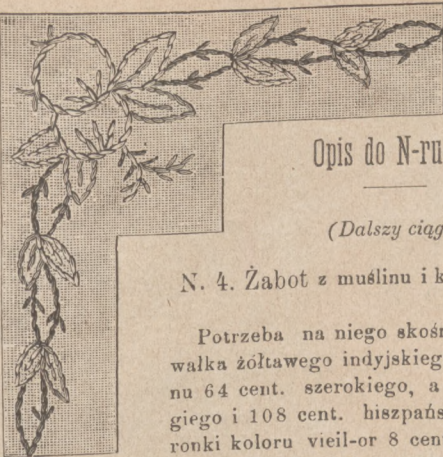 Opis do N-ru
(Dalszy ciąg
N. 4. Żabot z muślinu i k
Potrzeba na niego skośn
wałka żółtawego indyjskieg
nu 64 cent. szerokiego, a
giego i 108 cent. hiszpańs
ronki koloru vieil-or 8 cen